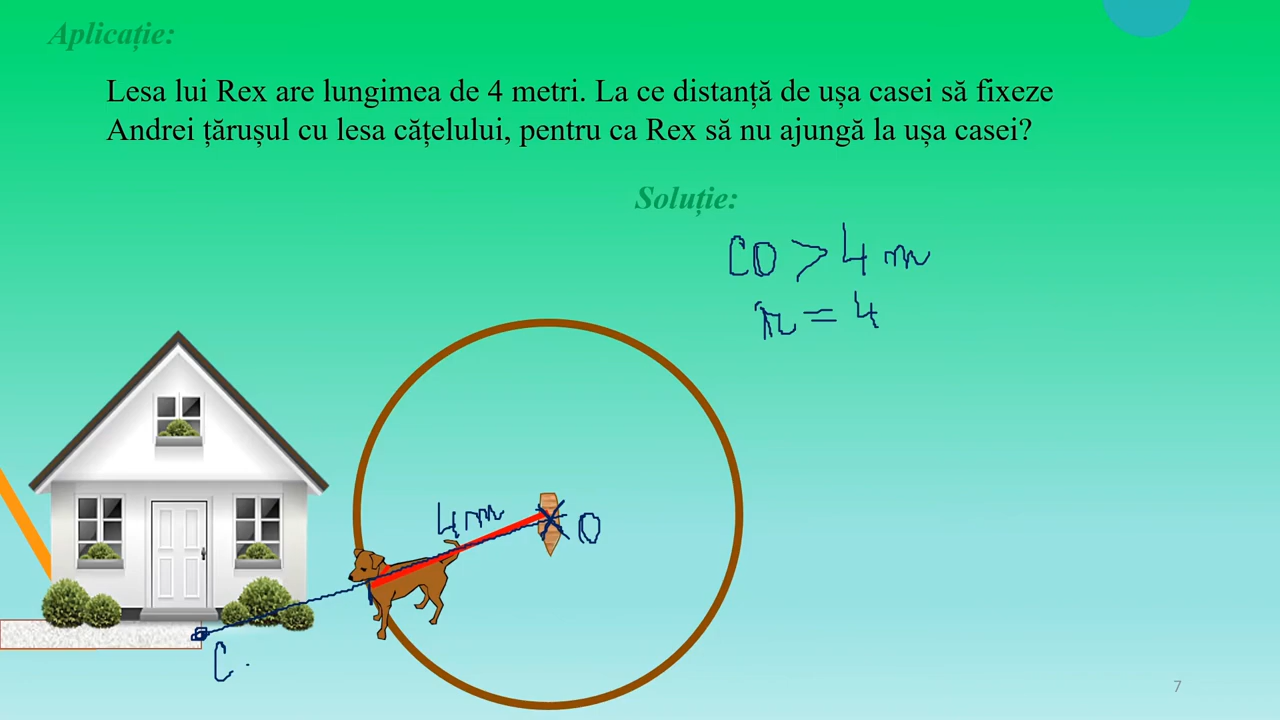 Aplicație:
Lesa lui Rex are lungimea de 4 metri. La ce distanță de ușa casei să fixeze
Andrei țărușul cu lesa cățelului, pentru ca Rex să nu ajungă la ușa casei?
Soluție:
CO > 4 m
r = 4
4m
O
C
7